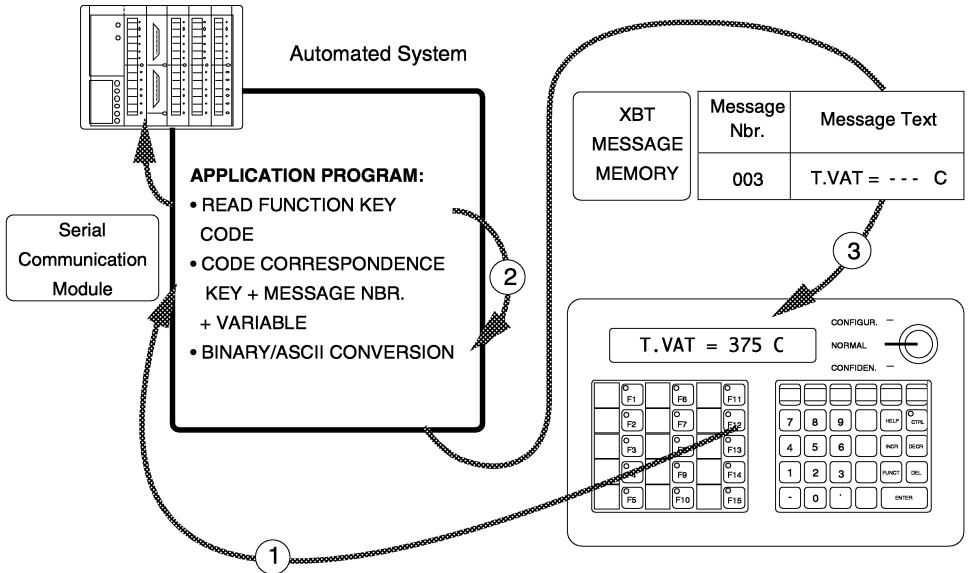 Automated System
XBT
MESSAGE
MEMORY
Message
Nbr.
Message Text
003
T.VAT = - - - C
APPLICATION PROGRAM:
• READ FUNCTION KEY
CODE
• CODE CORRESPONDENCE
KEY + MESSAGE NBR.
+ VARIABLE
• BINARY/ASCII CONVERSION
Serial
Communication
Module
2
3
1
T.VAT = 375 C
CONFIGUR. –
NORMAL
CONFIDEN. –
F1 F6 F11
F2 F7 F12
F3 F13
F9 F14
F5 F10 F15
7 8 9 HELP CTRL
4 5 6 INCR DECR
1 2 3 FUNCT DEL
- 0 . ENTER